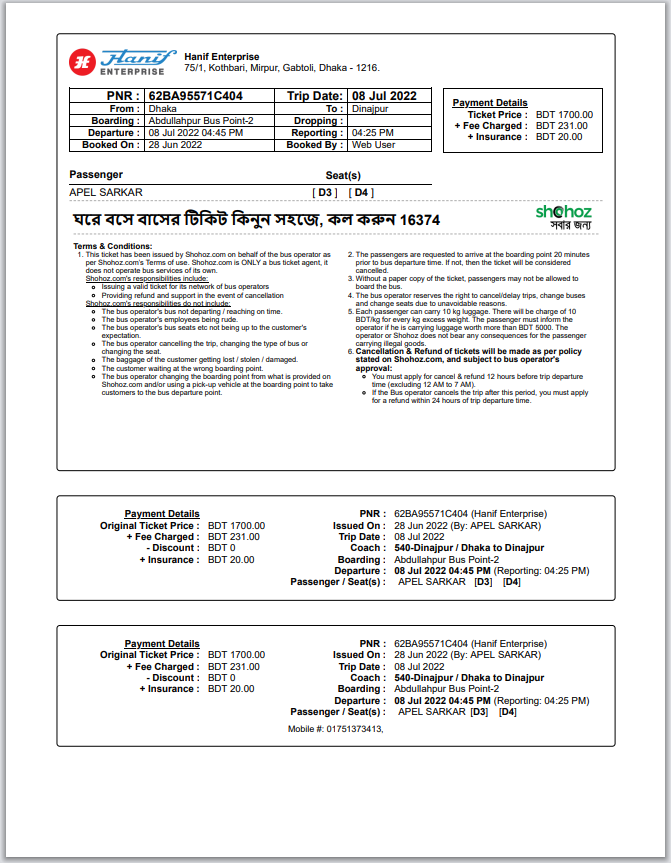 Hanif
ENTERPRISE
Hanif Enterprise
75/1, Kothbari, Mirpur, Gabtoli, Dhaka - 1216.
PNR : 62BA95571C404 Trip Date: 08 Jul 2022
From : Dhaka To : Dinajpur
Boarding : Abdullahpur Bus Point-2 Dropping :
Departure : 08 Jul 2022 04:45 PM Reporting : 04:25 PM
Booked On : 28 Jun 2022 Booked By : Web User
Payment Details
Ticket Price : BDT 1700.00
+ Fee Charged : BDT 231.00
+ Insurance : BDT 20.00
Passenger Seat(s)
APEL SARKAR [ D3 ] [ D4 ]
ঘরে বসে বাসের টিকিট কিনুন সহজে, কল করুন 16374
shohoz
সবার জন্য
Terms & Conditions:
1. This ticket has been issued by Shohoz.com on behalf of the bus operator as
per Shohoz.com's Terms of Use. Shohoz.com is ONLY a bus ticket agent, it
does not operate bus services of its own.
Shohoz.com's responsibilities include:
Issuing a valid ticket for its network of bus operators
Providing refund and support in the event of cancellation
Shohoz.com's responsibilities do not include:
The bus operator's bus not departing / reaching on time.
The bus operator's employees being rude.
The bus operator's bus seats etc not being up to the customer's
expectation.
The bus operator cancelling the trip, changing the type of bus or
changing the seat.
The baggage of the customer getting lost / stolen / damaged.
The customer waiting at the wrong boarding point.
The bus operator changing the boarding point from what is provided on
Shohoz.com and/or using a pick-up vehicle at the boarding point to take
customers to the bus departure point.
2. The passengers are requested to arrive at the boarding point 20 minutes
prior to bus departure time. If not, then the ticket will be considered
cancelled.
3. Without a paper copy of the ticket, passengers may not be allowed to
board the bus.
4. The bus operator reserves the right to cancel/delay trips, change buses
and change seats due to unavoidable reasons.
5. Each passenger can carry 10 kg luggage. There will be charge of 10
BDT/kg for every kg excess weight. The passenger must inform the
operator if he is carrying luggage worth more than BDT 5000. The
operator or Shohoz does not bear any consequences for the passenger
carrying illegal goods.
6. Cancellation & Refund of tickets will be made as per policy
stated on Shohoz.com, and subject to bus operator's
approval:
You must apply for cancel & refund 12 hours before trip departure
time (excluding 12 AM to 7 AM).
If the Bus operator cancels the trip after this period, you must apply
for a refund within 24 hours of trip departure time.
Payment Details
Original Ticket Price : BDT 1700.00
+ Fee Charged : BDT 231.00
- Discount : BDT 0
+ Insurance : BDT 20.00
PNR : 62BA95571C404 (Hanif Enterprise)
Issued On : 28 Jun 2022 (By: APEL SARKAR)
Trip Date : 08 Jul 2022
Coach : 540-Dinajpur / Dhaka to Dinajpur
Boarding : Abdullahpur Bus Point-2
Departure : 08 Jul 2022 04:45 PM (Reporting: 04:25 PM)
Passenger / Seat(s) : APEL SARKAR [D3] [D4]
Payment Details
Original Ticket Price : BDT 1700.00
+ Fee Charged : BDT 231.00
- Discount : BDT 0
+ Insurance : BDT 20.00
PNR : 62BA95571C404 (Hanif Enterprise)
Issued On : 28 Jun 2022 (By: APEL SARKAR)
Trip Date : 08 Jul 2022
Coach : 540-Dinajpur / Dhaka to Dinajpur
Boarding : Abdullahpur Bus Point-2
Departure : 08 Jul 2022 04:45 PM (Reporting: 04:25 PM)
Passenger / Seat(s) : APEL SARKAR [D3] [D4]
Mobile #: 01751373413,